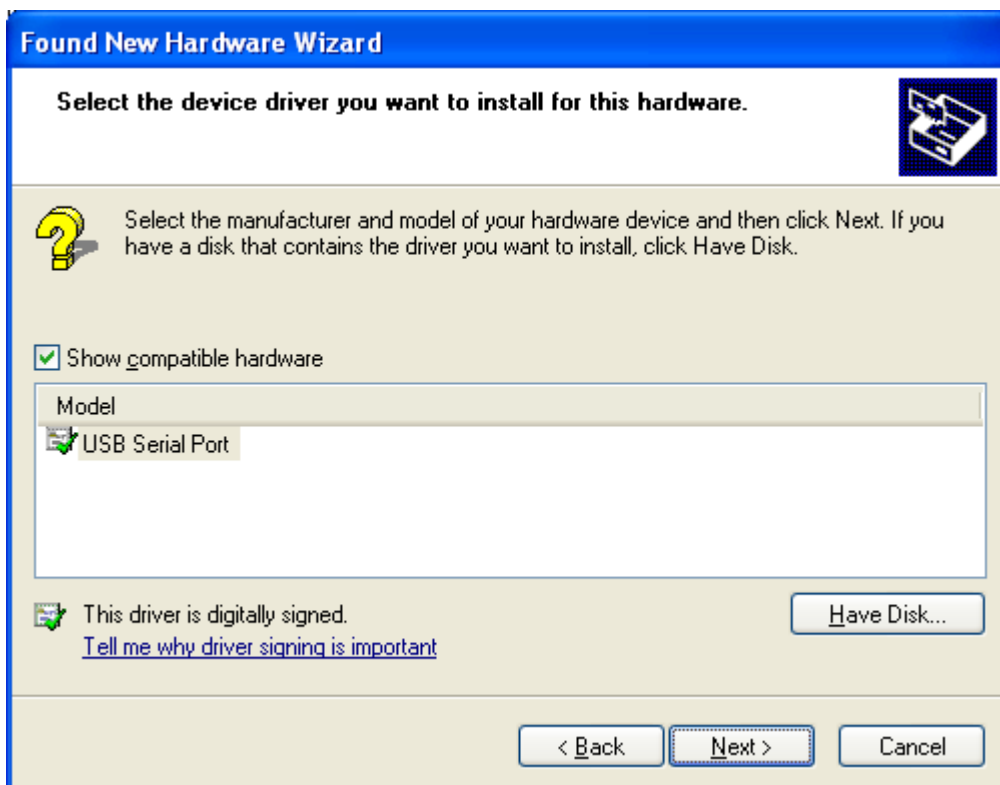 Found New Hardware Wizard
Select the device driver you want to install for this hardware.
Select the manufacturer and model of your hardware device and then click Next. If you
have a disk that contains the driver you want to install, click Have Disk.
Show compatible hardware
Model
USB Serial Port
This driver is digitally signed.
Have Disk...
Tell me why driver signing is important
< Back
Next >
Cancel